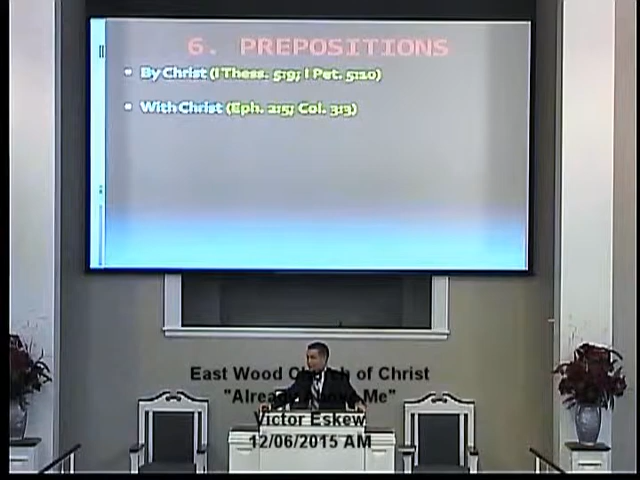 6. PREPOSITIONS
• By Christ (I Thess. 5:9; I Pet. 5:10)
• With Christ (Eph. 2:5; Col. 3:3)
East Wood Church of Christ
Me"
Victor Eskew
12/06/2015 AM